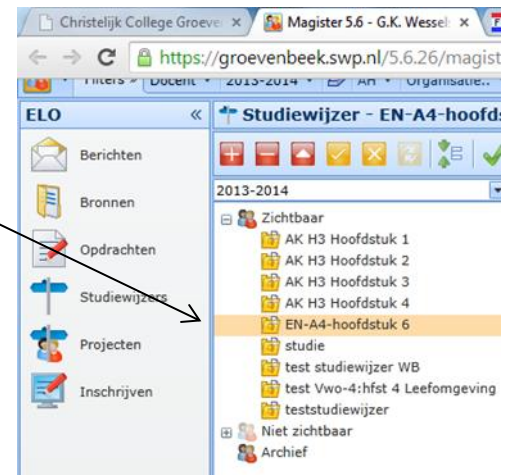 Christelijk College Groeve
Magister 5.6 - G.K. Wessel
https://groevenbeek.swp.nl/5.6.26/magist
Filters Docent 2013-2014 AH Organisatie..
ELO «
Studiewijzer - EN-A4-hoofd
Berichten
Bronnen
Opdrachten
Studiewijzers
Projecten
Inschrijven
2013-2014
Zichtbaar
AK H3 Hoofdstuk 1
AK H3 Hoofdstuk 2
AK H3 Hoofdstuk 3
AK H3 Hoofdstuk 4
EN-A4-hoofdstuk 6
studie
test studiewijzer WB
test Vwo-4:hfst 4 Leefomgeving
teststudiewijzer
Niet zichtbaar
Archief